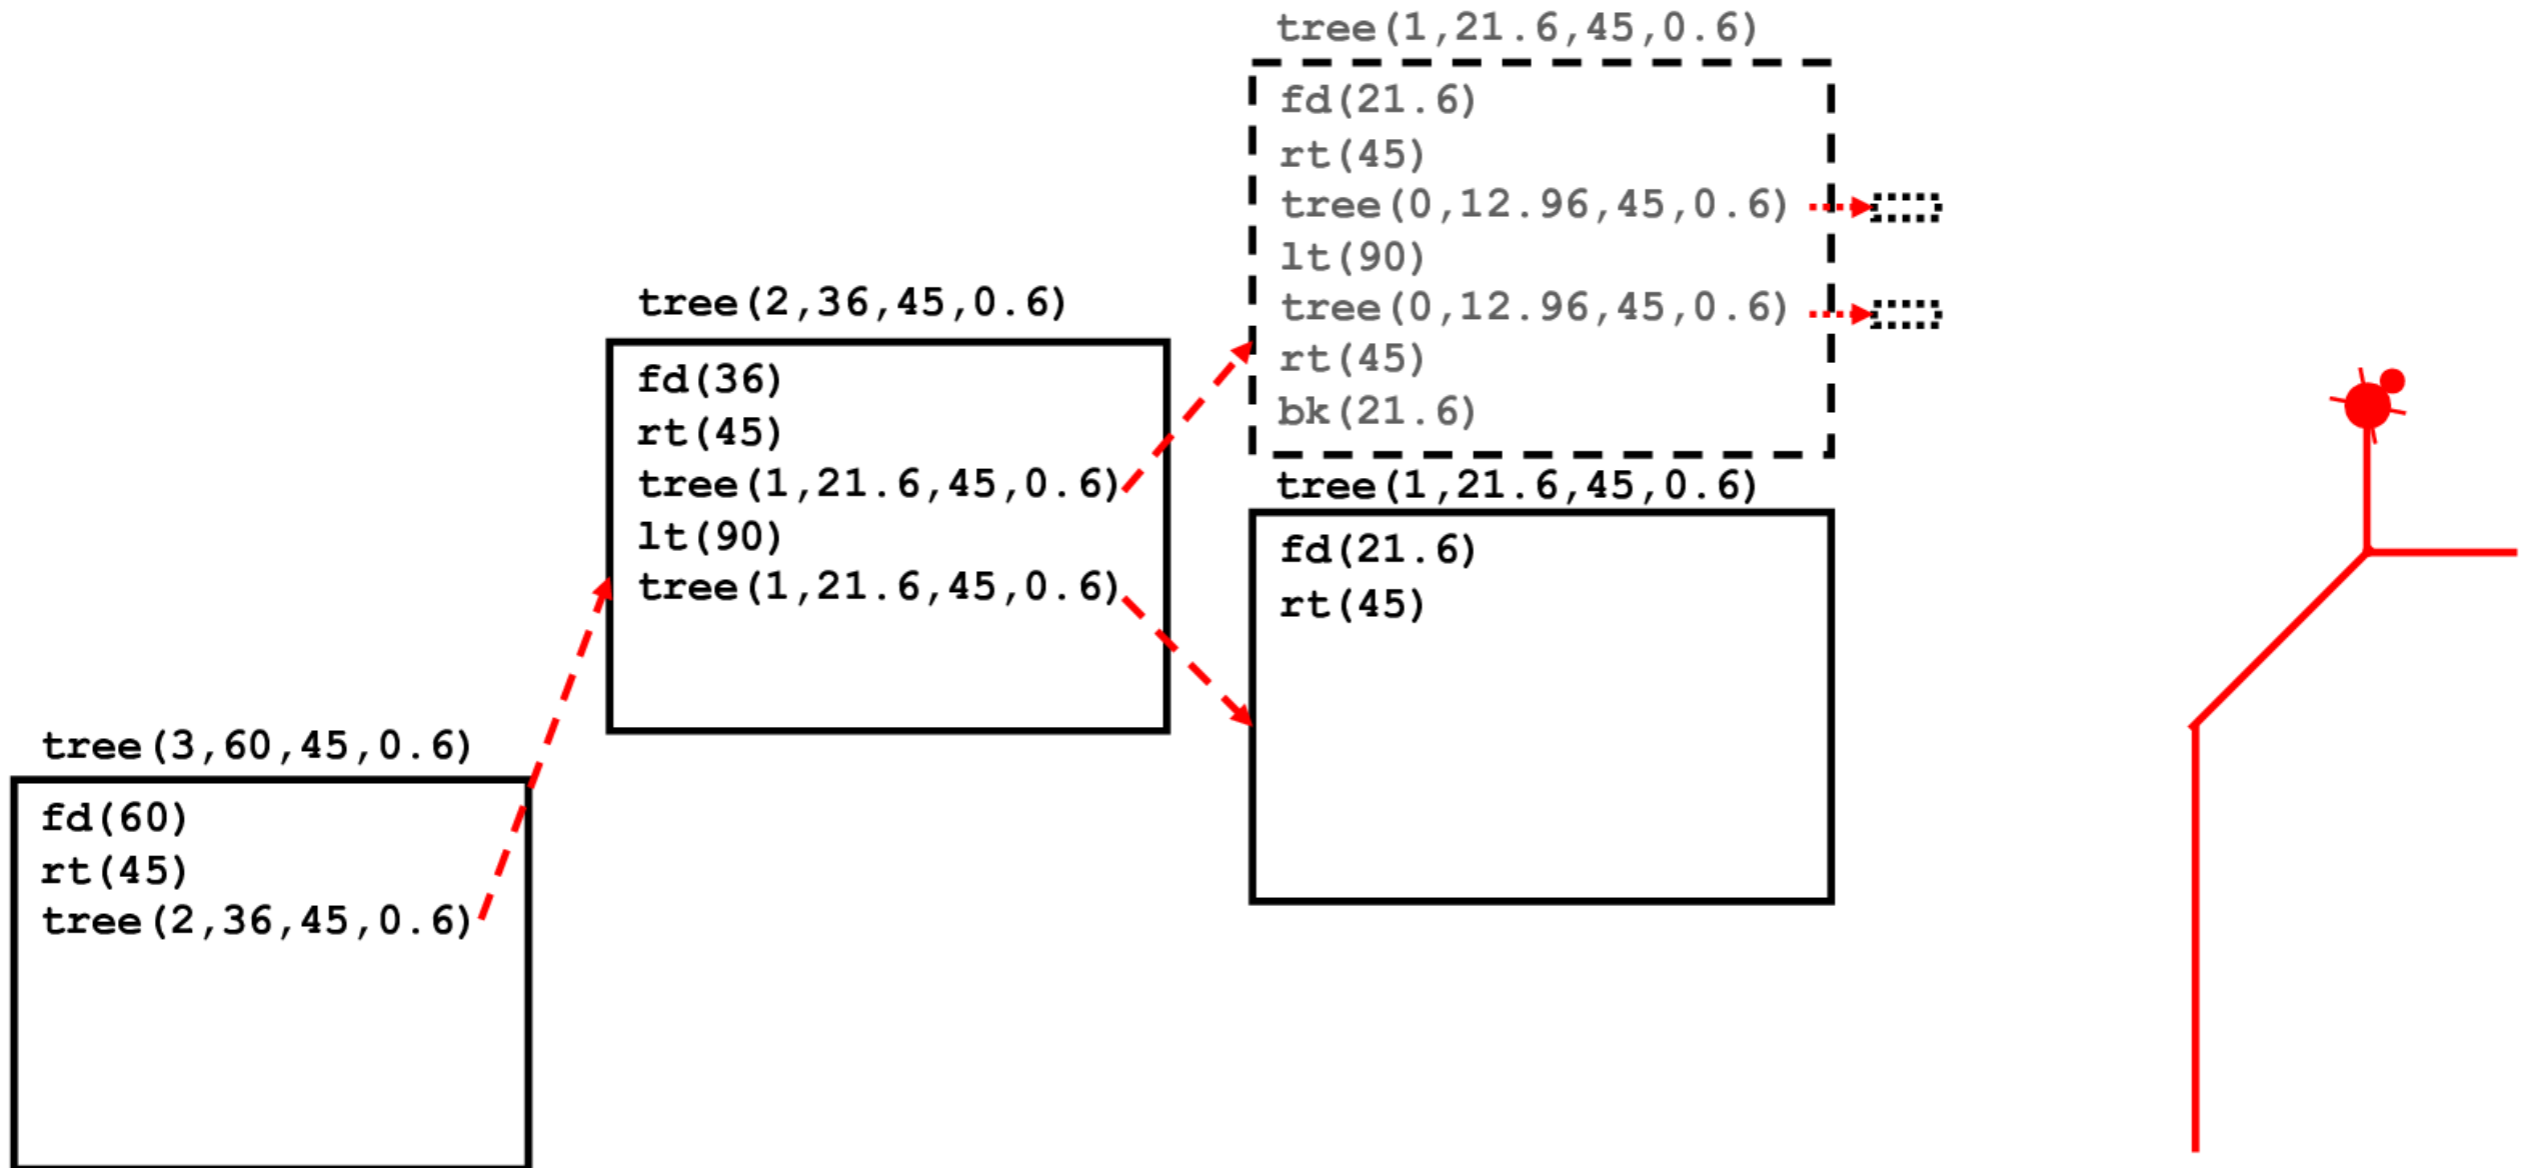 tree(1,21.6,45,0.6)
fd(21.6)
rt(45)
tree(0,12.96,45,0.6)
lt(90)
tree(0,12.96,45,0.6)
rt(45)
bk(21.6)
tree(2,36,45,0.6)
fd(36)
rt(45)
tree(1,21.6,45,0.6)
lt(90)
tree(1,21.6,45,0.6)
tree(1,21.6,45,0.6)
fd(21.6)
rt(45)
tree(3,60,45,0.6)
fd(60)
rt(45)
tree(2,36,45,0.6)